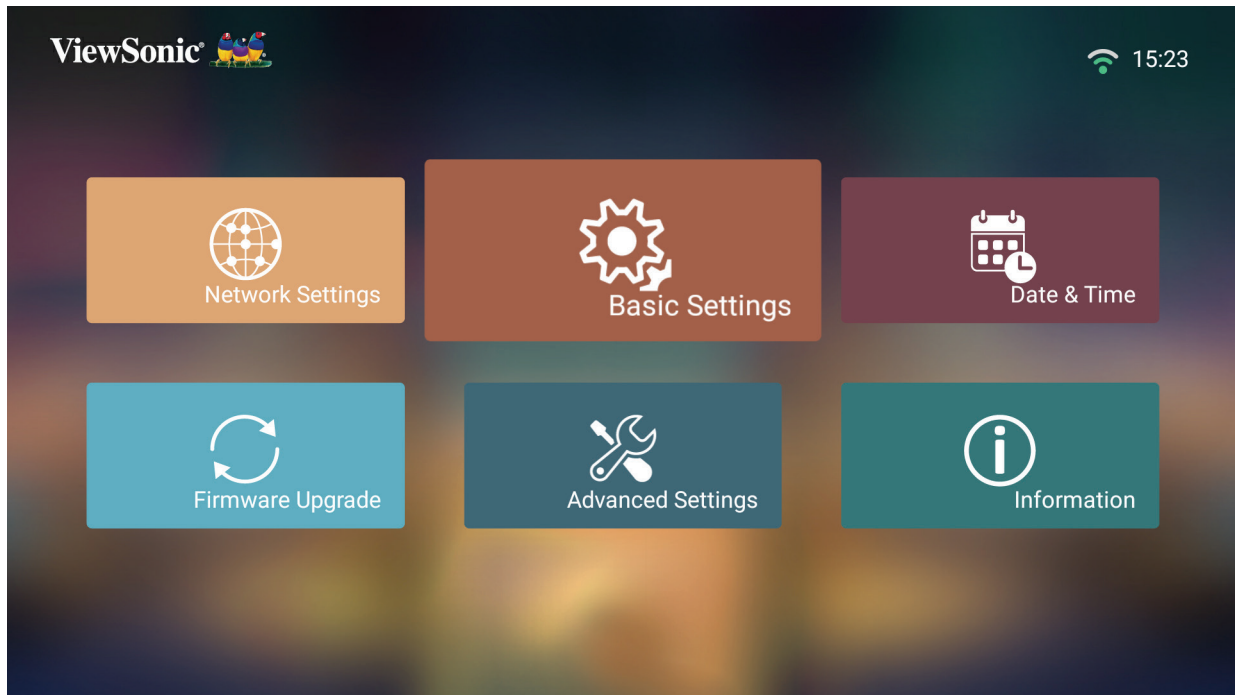 ViewSonic®
15:23
Network Settings
Basic Settings
Date & Time
Firmware Upgrade
Advanced Settings
Information